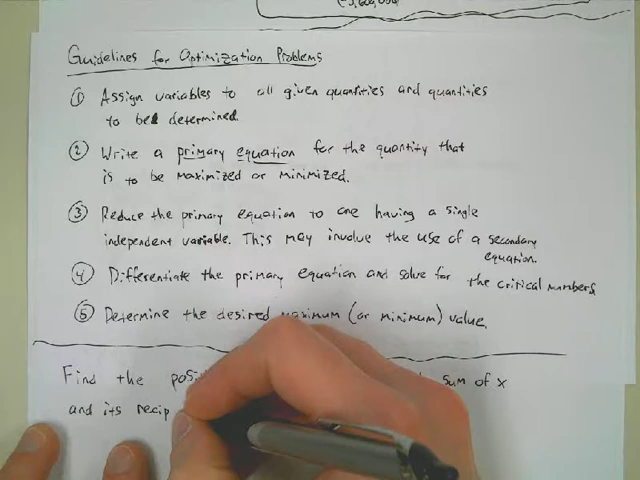 Guidelines for Optimization Problems
① Assign variables to all given quantities and quantities
to be determined.
② Write a primary equation for the quantity that
is to be maximized or minimized.
③ Reduce the primary equation to one having a single
independent variable. This may involve the use of a secondary
equation.
④ Differentiate the primary equation and solve for the critical numbers
⑤ Determine the desired maximum (or minimum) value.
Find the sum of x
and its recip